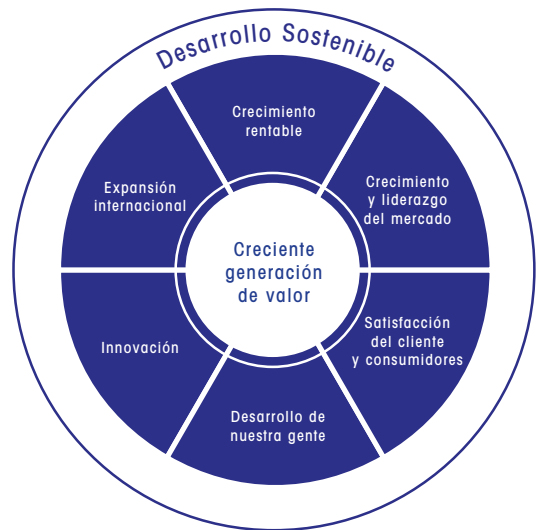 Desarrollo Sostenible
Crecimiento
rentable
Crecimiento
y liderazgo
del mercado
Satisfacción
del cliente
y consumidores
Desarrollo de
nuestra gente
Innovación
Expansión
internacional
Creciente
generación
de valor